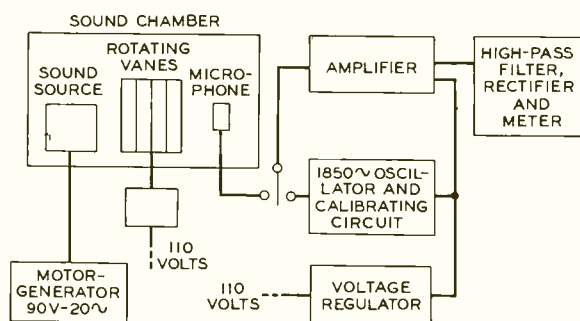 SOUND CHAMBER
SOUND
SOURCE
ROTATING
VANES
MICRO-
PHONE
AMPLIFIER
HIGH-PASS
FILTER,
RECTIFIER
AND
METER
1850~ OSCIL-
LATOR AND
CALIBRATING
CIRCUIT
110
VOLTS
MOTOR-
GENERATOR
90V-20~
110
VOLTS
VOLTAGE
REGULATOR